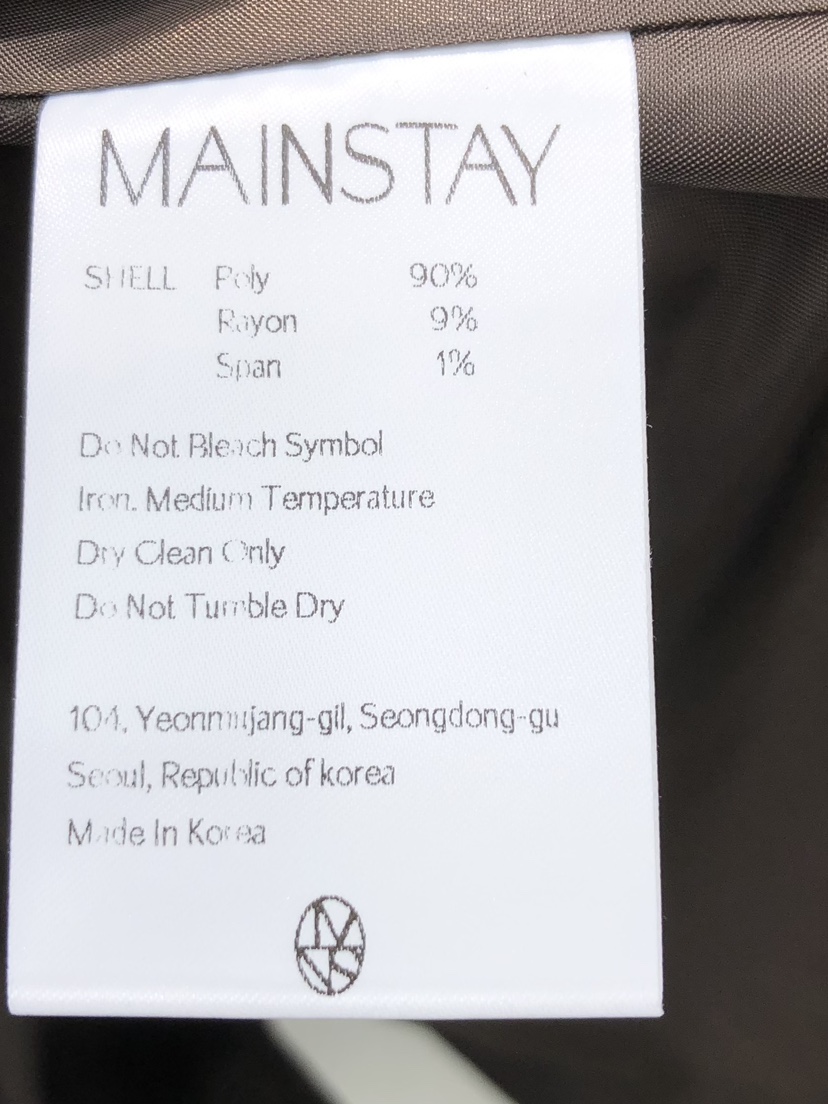 MAINSTAY
SHELL Poly 90%
Rayon 9%
Span 1%
Do Not Bleach Symbol
Iron. Medium Temperature
Dry Clean Only
Do Not Tumble Dry
104, Yeonmujang-gil, Seongdong-gu
Seoul, Republic of korea
Made In Korea